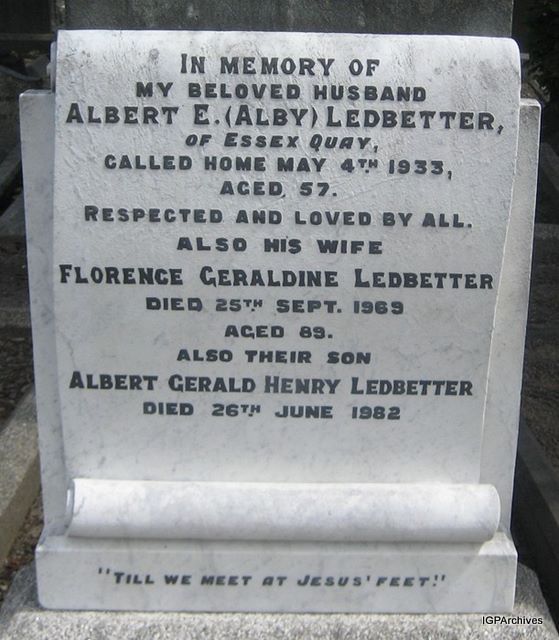 IN MEMORY OF
MY BELOVED HUSBAND
ALBERT E. (ALBY) LEDBETTER,
OF ESSEX QUAY,
CALLED HOME MAY 4TH 1933,
AGED 57.
RESPECTED AND LOVED BY ALL.
ALSO HIS WIFE
FLORENCE GERALDINE LEDBETTER
DIED 25TH SEPT. 1969
AGED 89.
ALSO THEIR SON
ALBERT GERALD HENRY LEDBETTER
DIED 26TH JUNE 1982
"TILL WE MEET AT JESUS' FEET."
IGPArchives